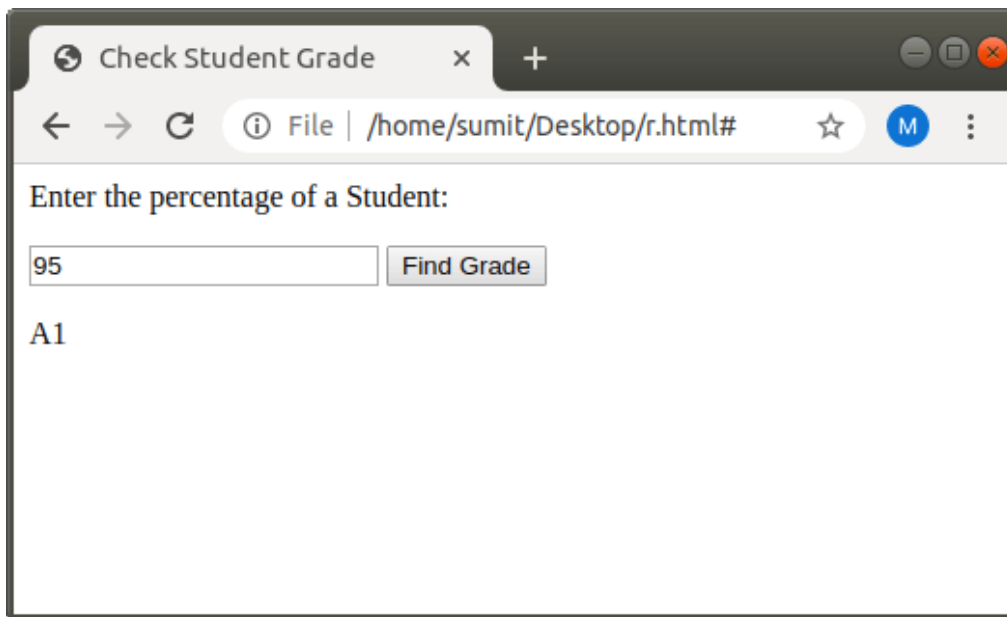 Check Student Grade
File /home/sumit/Desktop/r.html#
M
Enter the percentage of a Student:
95 Find Grade
A1